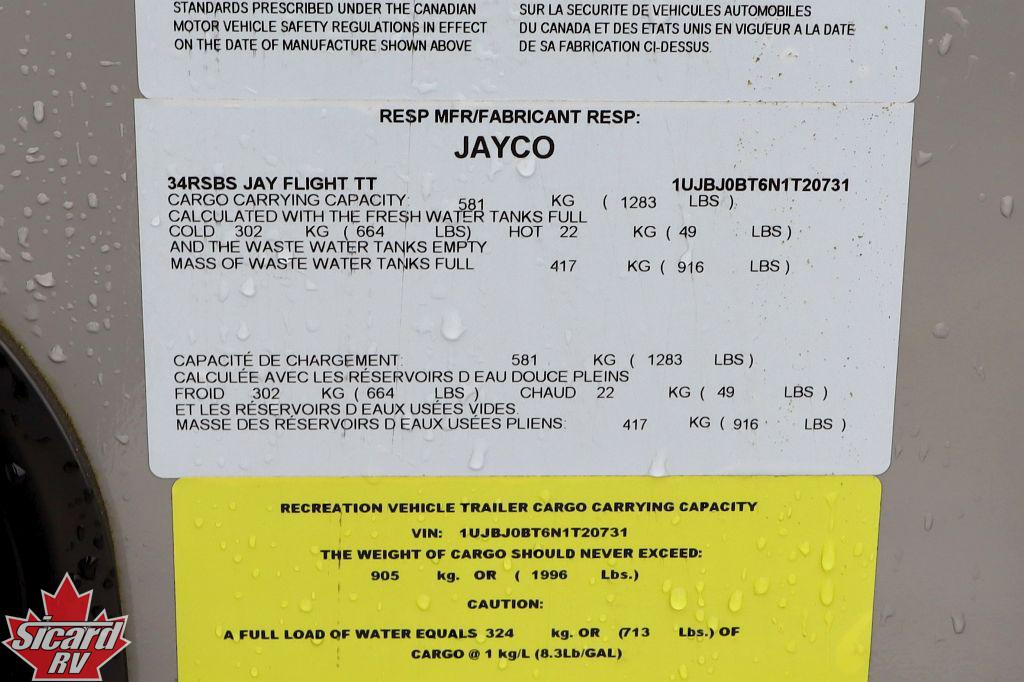 STANDARDS PRESCRIBED UNDER THE CANADIAN
MOTOR VEHICLE SAFETY REGULATIONS IN EFFECT
ON THE DATE OF MANUFACTURE SHOWN ABOVE
SUR LA SECURITE DE VEHICULES AUTOMOBILES
DU CANADA ET DES ETATS UNIS EN VIGUEUR A LA DATE
DE SA FABRICATION CI-DESSUS.
RESP MFR/FABRICANT RESP:
JAYCO
34RSBS JAY FLIGHT TT 1UJBJ0BT6N1T20731
CARGO CARRYING CAPACITY: 581 KG ( 1283 LBS ).
CALCULATED WITH THE FRESH WATER TANKS FULL
COLD 302 KG ( 664 LBS) HOT 22 KG ( 49 LBS )
AND THE WASTE WATER TANKS EMPTY
MASS OF WASTE WATER TANKS FULL 417 KG ( 916 LBS )
CAPACITÉ DE CHARGEMENT: 581 KG ( 1283 LBS )
CALCULÉE AVEC LES RÉSERVOIRS D EAU DOUCE PLEINS
FROID 302 KG ( 664 LBS ) CHAUD 22 KG ( 49 LBS )
ET LES RÉSERVOIRS D EAUX USÉES VIDES.
MASSE DES RÉSERVOIRS D EAUX USÉES PLIENS: 417 KG ( 916 LBS )
RECREATION VEHICLE TRAILER CARGO CARRYING CAPACITY
VIN: 1UJBJ0BT6N1T20731
THE WEIGHT OF CARGO SHOULD NEVER EXCEED:
905 kg. OR ( 1996 Lbs.)
CAUTION:
A FULL LOAD OF WATER EQUALS 324 kg. OR (713 Lbs.) OF
CARGO @ 1 kg/L (8.3Lb/GAL)
Sicard
RV